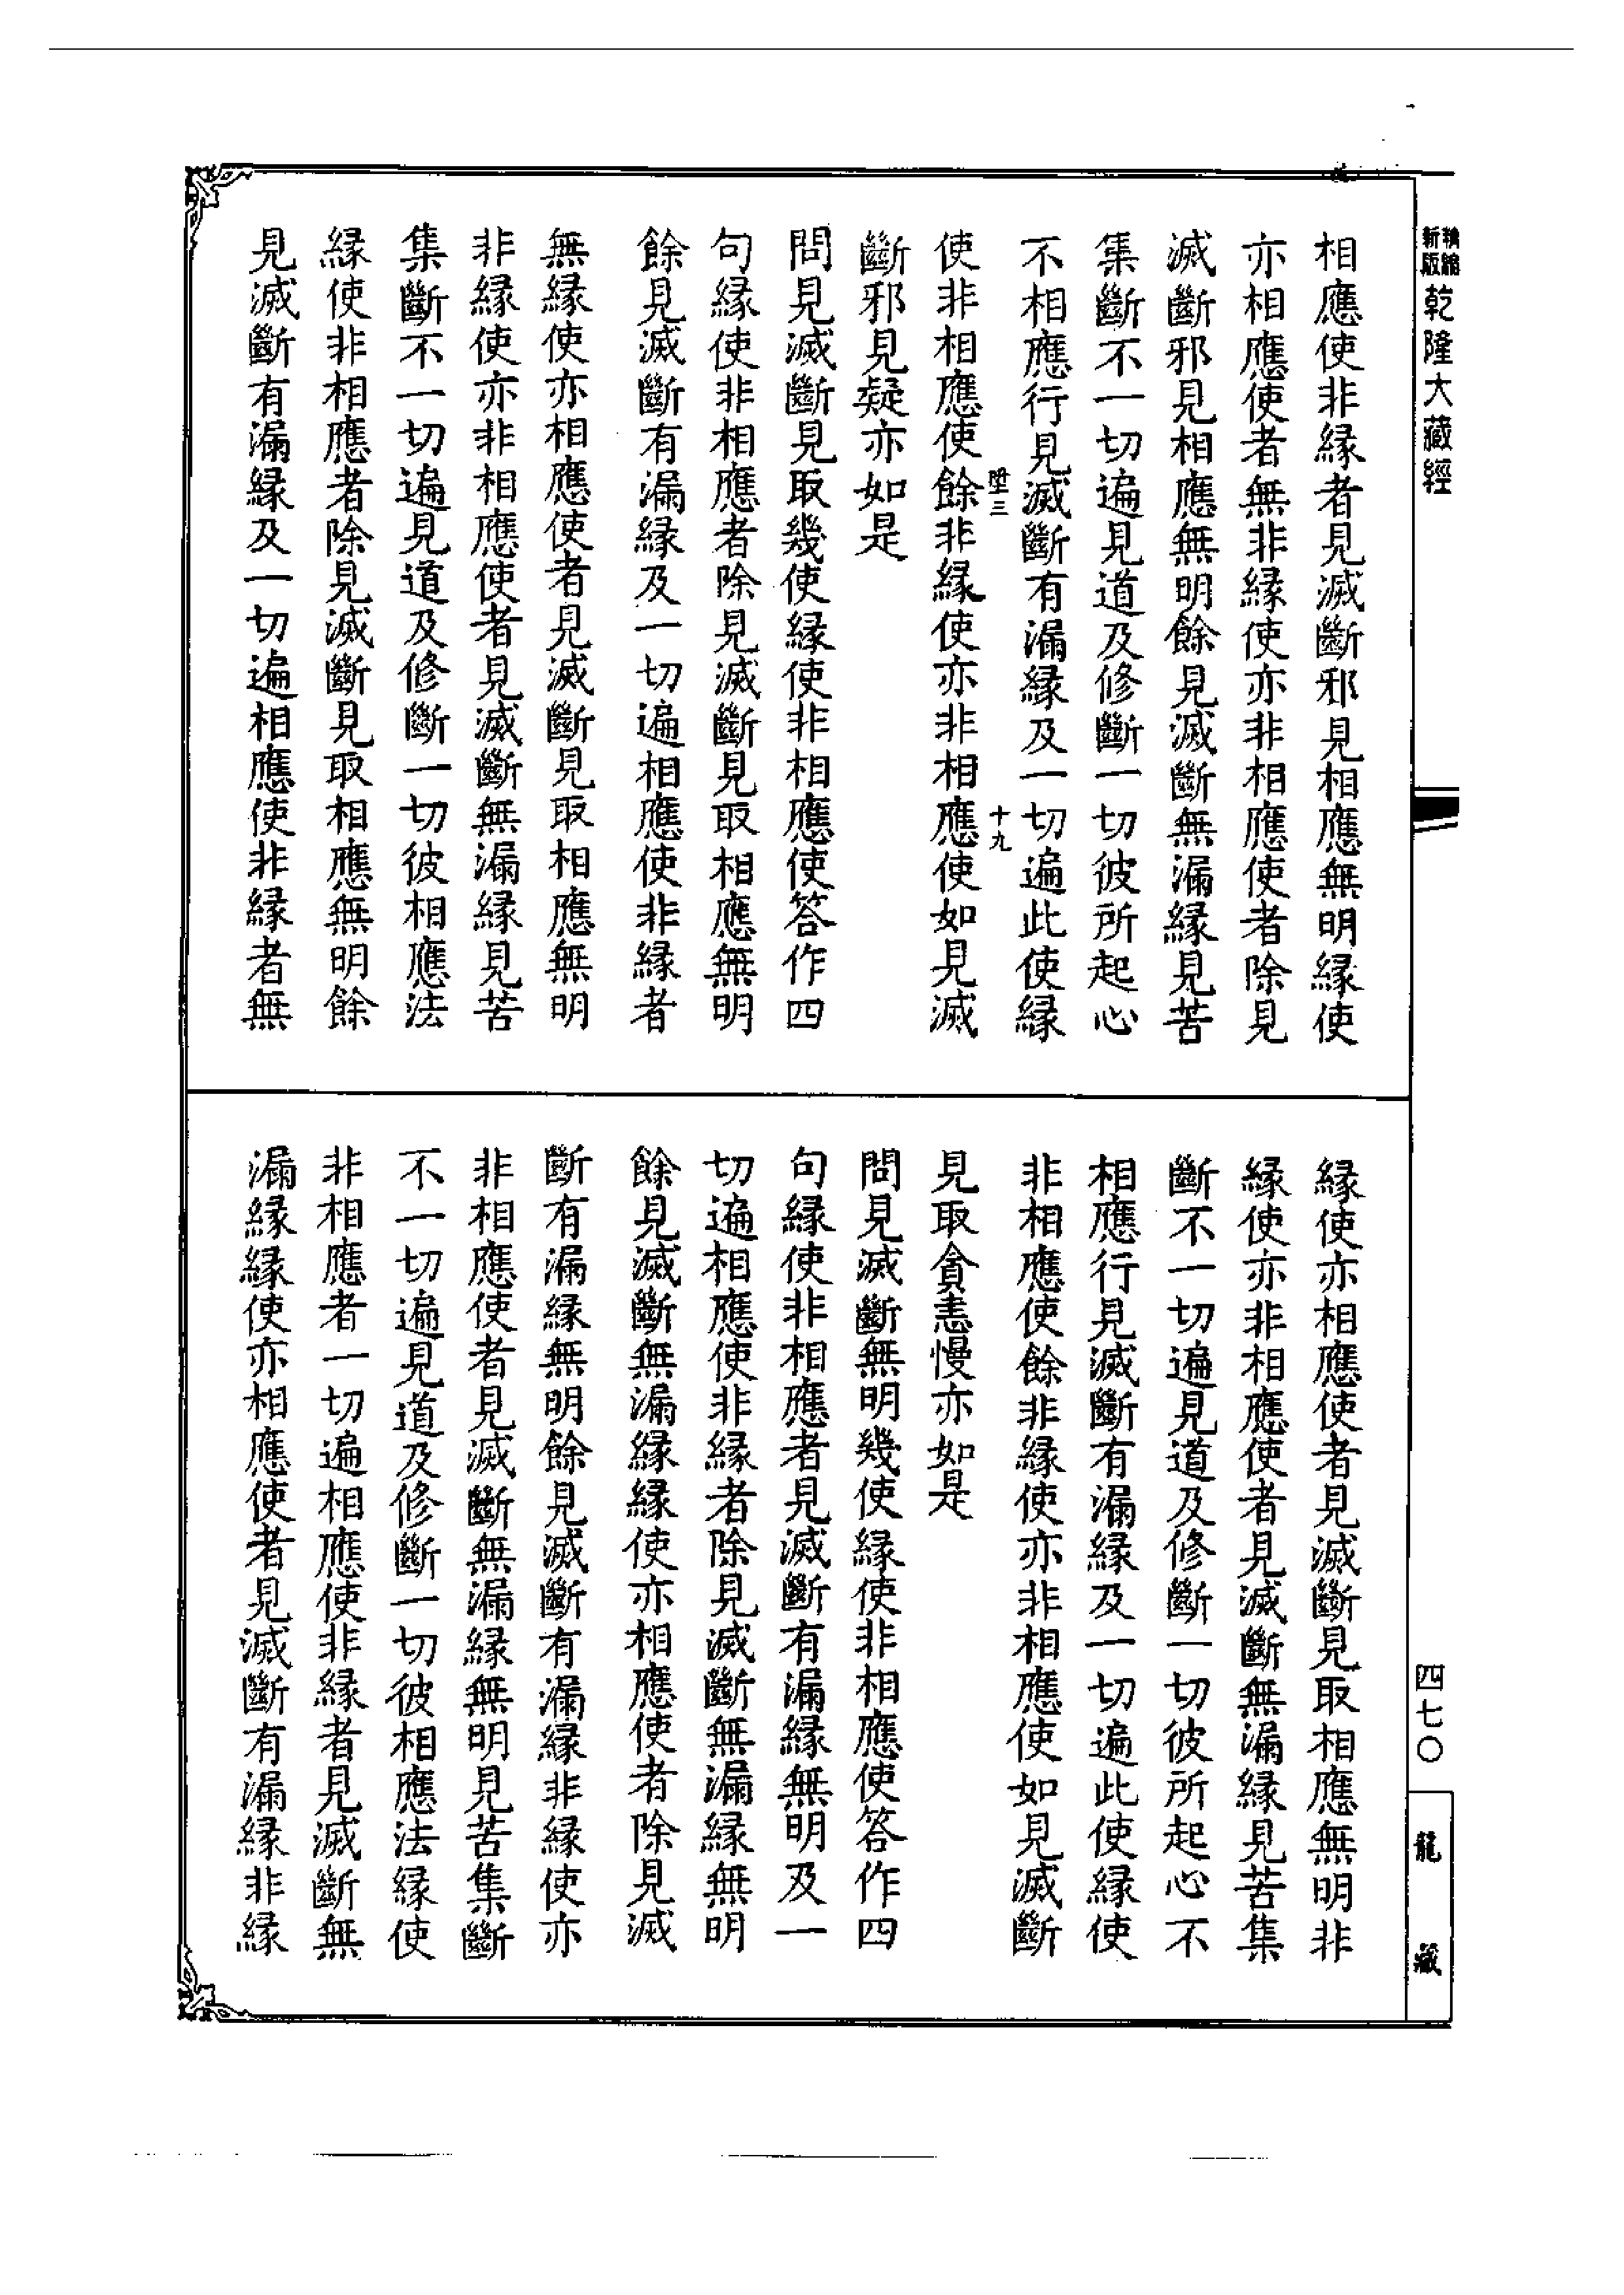 相應使非緣者見滅斷邪見相應無明緣使
亦相應使者無非緣使亦非相應使者除見
滅斷邪見相應無明餘見滅斷無漏緣見苦
集斷不一切遍見道及修斷一切彼所起心
不相應行見滅斷有漏緣及一切遍此使緣
使非相應使餘非緣使亦非相應使如見滅
斷邪見疑亦如是
問見滅斷見取幾使緣使非相應使答作四
句緣使非相應者除見滅斷見取相應無明
餘見滅斷有漏緣及一切遍相應使非緣者
無緣使亦相應使者見滅斷見取相應無明
非緣使亦非相應使者見滅斷無漏緣見苦
集斷不一切遍見道及修斷一切彼相應法
緣使非相應者除見滅斷見取相應無明餘
見滅斷有漏緣及一切遍相應使非緣者無
緣使亦相應使者見滅斷見取相應無明非
緣使亦非相應使者見滅斷無漏緣見苦集
斷不一切遍見道及修斷一切彼所起心不
相應行見滅斷有漏緣及一切遍此使緣使
非相應使餘非緣使亦非相應使如見滅斷
見取貪恚慢亦如是
問見滅斷無明幾使緣使非相應使答作四
句緣使非相應者見滅斷有漏緣無明及一
切遍相應使非緣者除見滅斷無漏緣無明
餘見滅斷無漏緣緣使亦相應使者除見滅
斷有漏緣無明餘見滅斷有漏緣非緣使亦
非相應使者見滅斷無漏緣無明見苦集斷
不一切遍見道及修斷一切彼相應法緣使
非相應者一切遍相應使非緣者見滅斷無
漏緣緣使亦相應使者見滅斷有漏緣非緣
新版
乾隆大藏經
三
十九
四七〇
龍藏